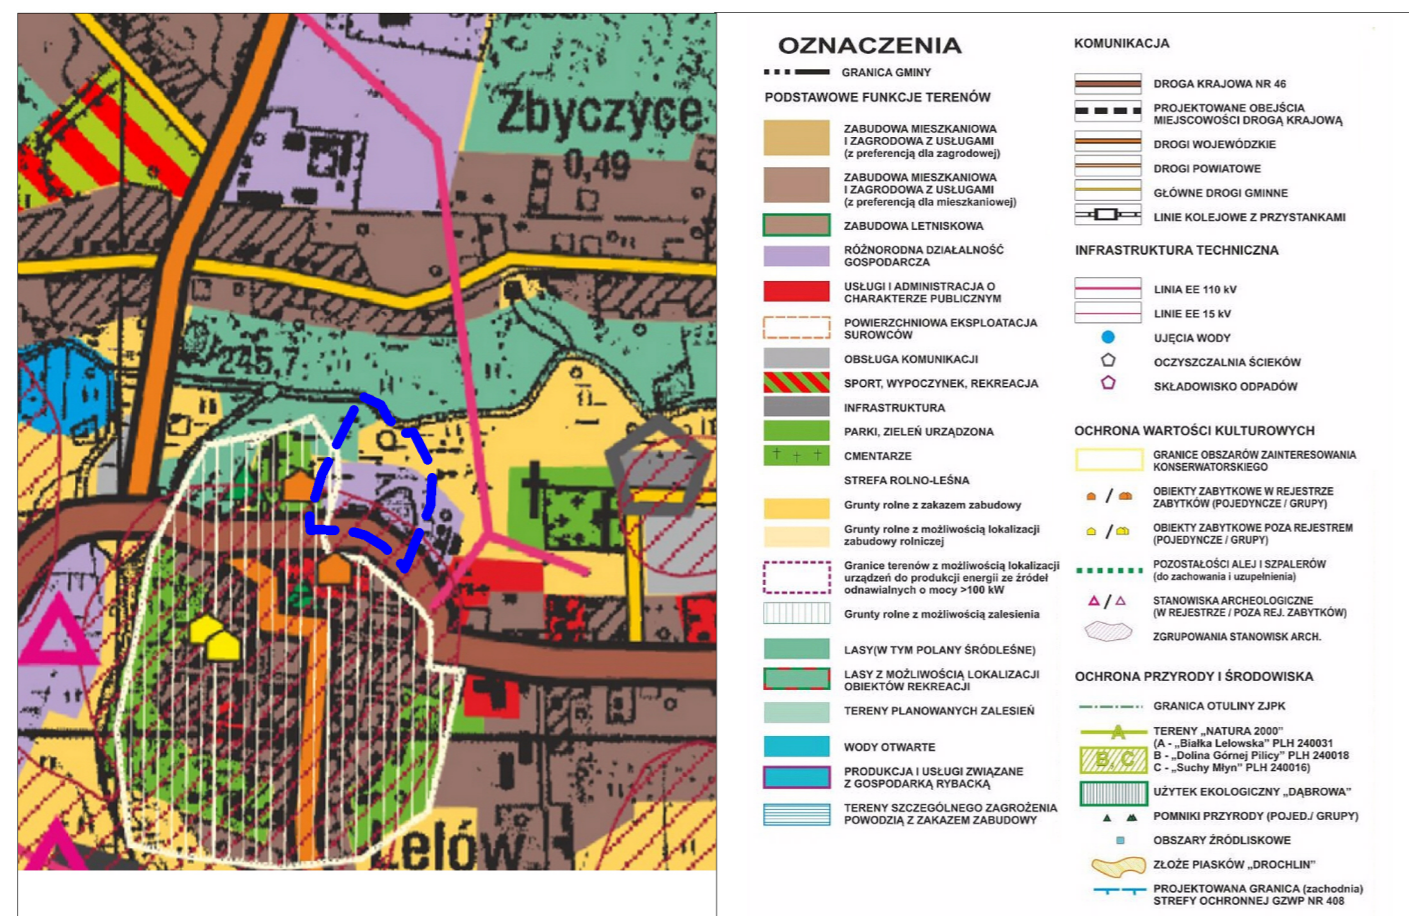 Zbyczyce
0,49
245,7
Lelów
OZNACZENIA
GRANICA GMINY
PODSTAWOWE FUNKCJE TERENÓW
ZABUDOWA MIESZKANIOWA
I ZAGRODOWA Z USŁUGAMI
(z preferencją dla zagrodowej)
ZABUDOWA MIESZKANIOWA
I ZAGRODOWA Z USŁUGAMI
(z preferencją dla mieszkaniowej)
ZABUDOWA LETNISKOWA
RÓŻNORODNA DZIAŁALNOŚĆ
GOSPODARCZA
USŁUGI I ADMINISTRACJA O
CHARAKTERZE PUBLICZNYM
POWIERZCHNIOWA EKSPLOATACJA
SUROWCÓW
OBSŁUGA KOMUNIKACJI
SPORT, WYPOCZYNEK, REKREACJA
INFRASTRUKTURA
PARKI, ZIELEŃ URZĄDZONA
CMENTARZE
STREFA ROLNO-LEŚNA
Grunty rolne z zakazem zabudowy
Grunty rolne z możliwością lokalizacji
zabudowy rolniczej
Granice terenów z możliwością lokalizacji
urządzeń do produkcji energii ze źródeł
odnawialnych o mocy >100 kW
Grunty rolne z możliwością zalesienia
LASY(W TYM POLANY ŚRÓDLEŚNE)
LASY Z MOŻLIWOŚCIĄ LOKALIZACJI
OBIEKTÓW REKREACJI
TERENY PLANOWANYCH ZALESIEŃ
WODY OTWARTE
PRODUKCJA I USŁUGI ZWIĄZANE
Z GOSPODARKĄ RYBACKĄ
TERENY SZCZEGÓLNEGO ZAGROŻENIA
POWODZIĄ Z ZAKAZEM ZABUDOWY
KOMUNIKACJA
DROGA KRAJOWA NR 46
PROJEKTOWANE OBEJŚCIA
MIEJSCOWOŚCI DROGĄ KRAJOWĄ
DROGI WOJEWÓDZKIE
DROGI POWIATOWE
GŁÓWNE DROGI GMINNE
LINIE KOLEJOWE Z PRZYSTANKAMI
INFRASTRUKTURA TECHNICZNA
LINIA EE 110 kV
LINIE EE 15 kV
UJĘCIA WODY
OCZYSZCZALNIA ŚCIEKÓW
SKŁADOWISKO ODPADÓW
OCHRONA WARTOŚCI KULTUROWYCH
GRANICE OBSZARÓW ZAINTERESOWANIA
KONSERWATORSKIEGO
OBIEKTY ZABYTKOWE W REJESTRZE
ZABYTKÓW (POJEDYNCZE / GRUPY)
OBIEKTY ZABYTKOWE POZA REJESTREM
(POJEDYNCZE / GRUPY)
POZOSTAŁOŚCI ALEJ I SZPALERÓW
(do zachowania i uzupełnienia)
STANOWISKA ARCHEOLOGICZNE
(W REJESTRZE / POZA REJ. ZABYTKÓW)
ZGRUPOWANIA STANOWISK ARCH.
OCHRONA PRZYRODY I ŚRODOWISKA
GRANICA OTULINY ZJPK
A
TERENY „NATURA 2000"
(A - „Białka Lelowska" PLH 240031
B, C
B - „Dolina Górnej Pilicy" PLH 240018
C - „Suchy Młyn" PLH 240016)
UŻYTEK EKOLOGICZNY „DĄBROWA"
POMNIKI PRZYRODY (POJED./ GRUPY)
OBSZARY ŹRÓDLISKOWE
ZŁOŻE PIASKÓW „DROCHLIN"
PROJEKTOWANA GRANICA (zachodnia)
STREFY OCHRONNEJ GZWP NR 408